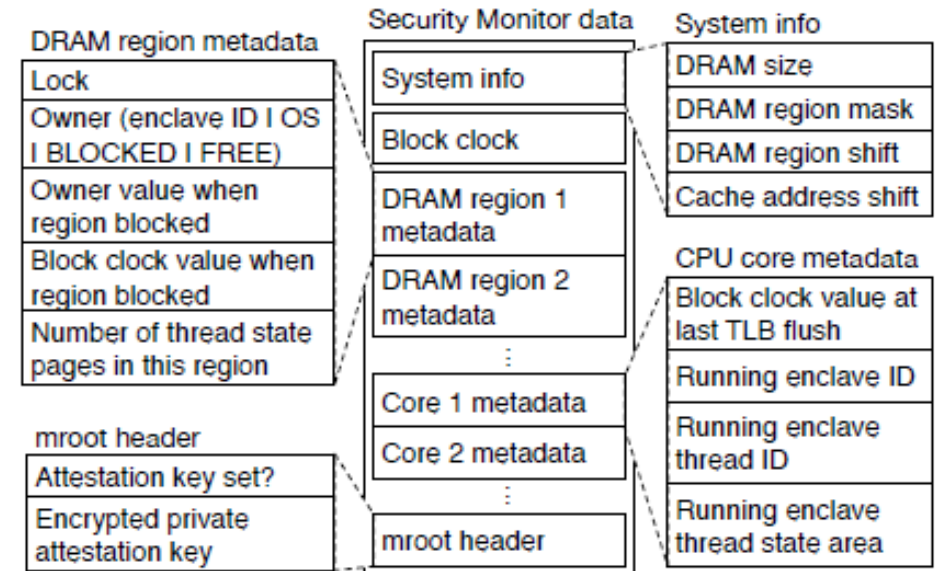 DRAM region metadata
Lock
Owner (enclave ID I OS
I BLOCKED I FREE)
Owner value when
region blocked
Block clock value when
region blocked
Number of thread state
pages in this region
mroot header
Attestation key set?
Encrypted private
attestation key
Security Monitor data
System info
Block clock
DRAM region 1
metadata
DRAM region 2
metadata
⋮
Core 1 metadata
Core 2 metadata
⋮
mroot header
System info
DRAM size
DRAM region mask
DRAM region shift
Cache address shift
CPU core metadata
Block clock value at
last TLB flush
Running enclave ID
Running enclave
thread ID
Running enclave
thread state area